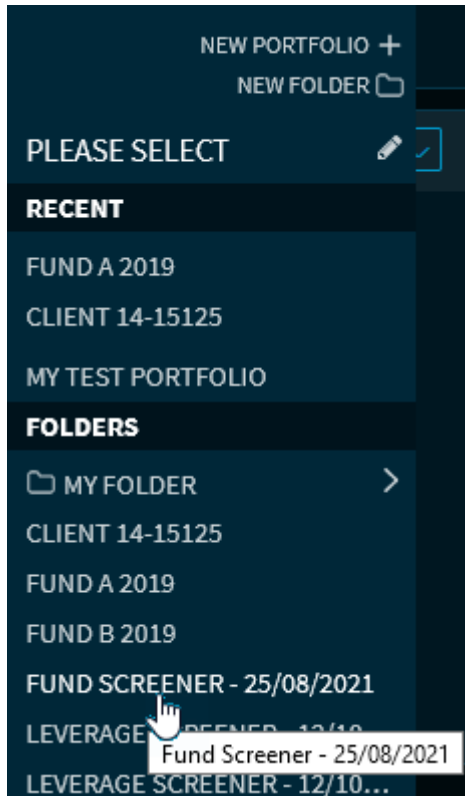 NEW PORTFOLIO +
NEW FOLDER
PLEASE SELECT
RECENT
FUND A 2019
CLIENT 14-15125
MY TEST PORTFOLIO
FOLDERS
MY FOLDER
CLIENT 14-15125
FUND A 2019
FUND B 2019
FUND SCREENER - 25/08/2021
LEVERAGE
Fund Screener - 25/08/2021
LEVERAGE SCREENER - 12/10...